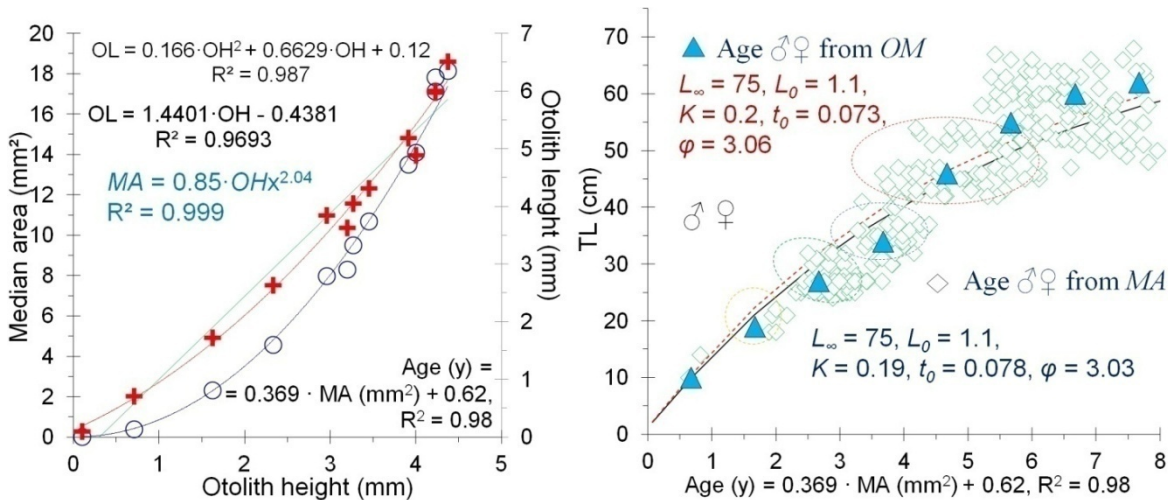 OL = 0.166·OH² + 0.6629·OH + 0.12
R² = 0.987
OL = 1.4401·OH - 0.4381
R² = 0.9693
MA = 0.85·OHx^2.04
R² = 0.999
Age (y) =
= 0.369 · MA (mm²) + 0.62,
R² = 0.98
Median area (mm²)
20
18
16
14
12
10
8
6
4
2
0
Otolith lenght (mm)
7
6
5
4
3
2
1
0
0 1 2 3 4 5
Otolith height (mm)
TL (cm)
70
60
50
40
30
20
10
0
Age ♂♀ from OM
L∞ = 75, L₀ = 1.1,
K = 0.2, t₀ = 0.073,
φ = 3.06
♂ ♀
Age ♂♀ from MA
L∞ = 75, L₀ = 1.1,
K = 0.19, t₀ = 0.078, φ = 3.03
0 1 2 3 4 5 6 7 8
Age (y) = 0.369 · MA (mm²) + 0.62, R² = 0.98